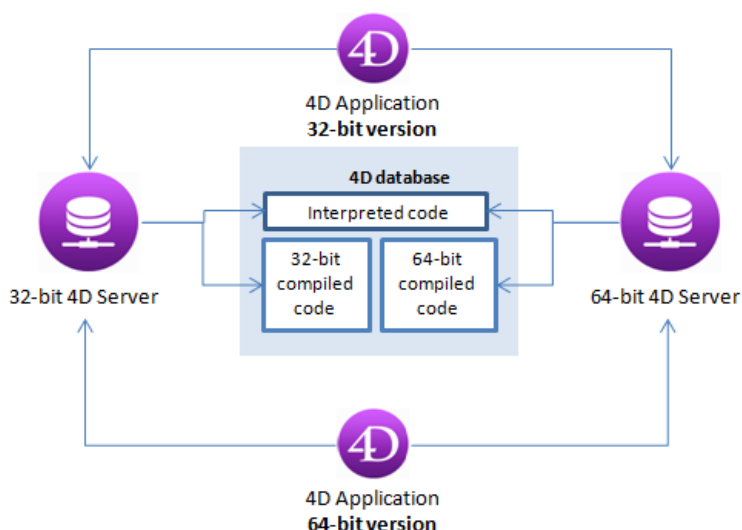 4D
4D Application
32-bit version
4D database
Interpreted code
32-bit
compiled
code
64-bit
compiled
code
32-bit 4D Server
64-bit 4D Server
4D
4D Application
64-bit version